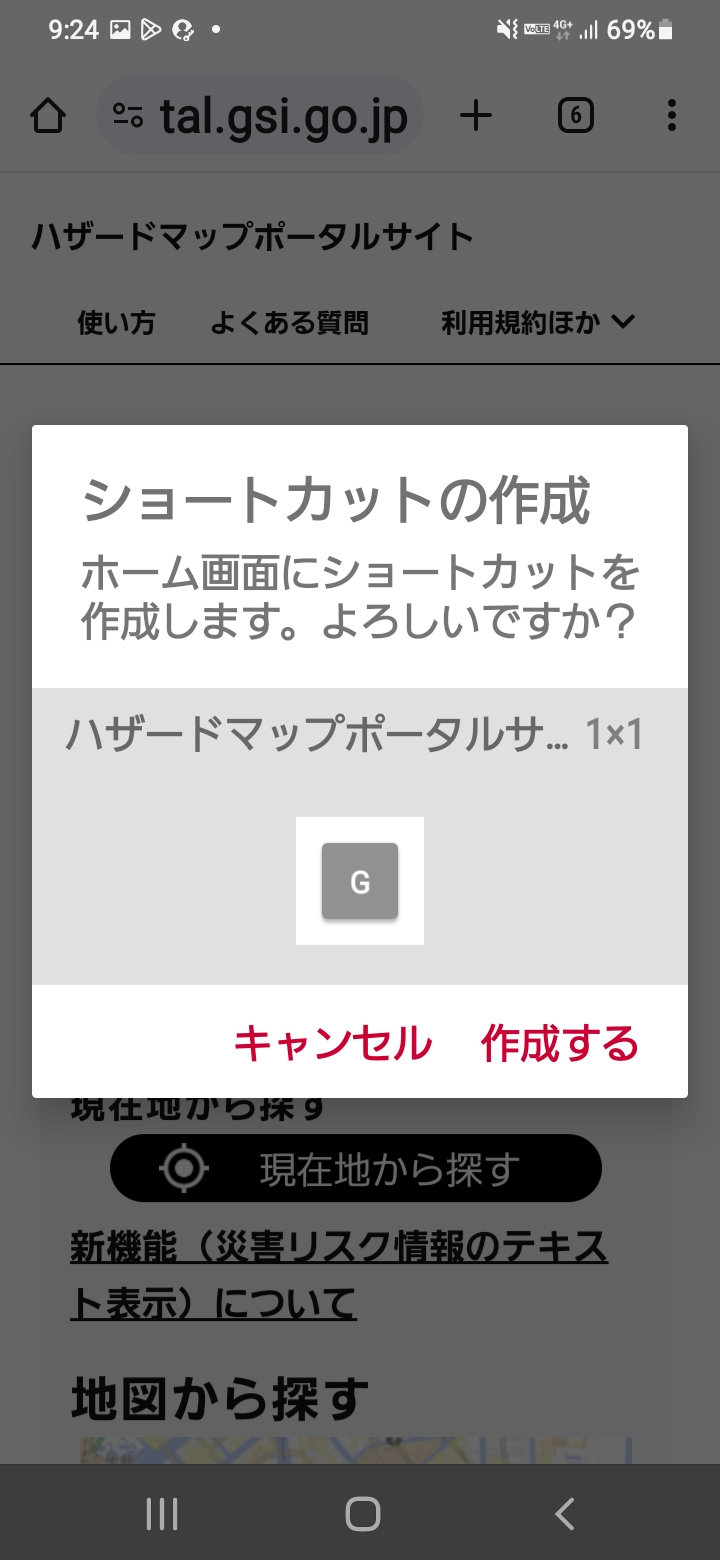 9:24
VoLTE 4G+ 69%
tal.gsi.go.jp
6
ハザードマップポータルサイト
使い方 よくある質問 利用規約ほか
ショートカットの作成
ホーム画面にショートカットを
作成します。よろしいですか？
ハザードマップポータルサ... 1×1
G
キャンセル 作成する
現在地から探す
現在地から探す
新機能（災害リスク情報のテキス
ト表示）について
地図から探す